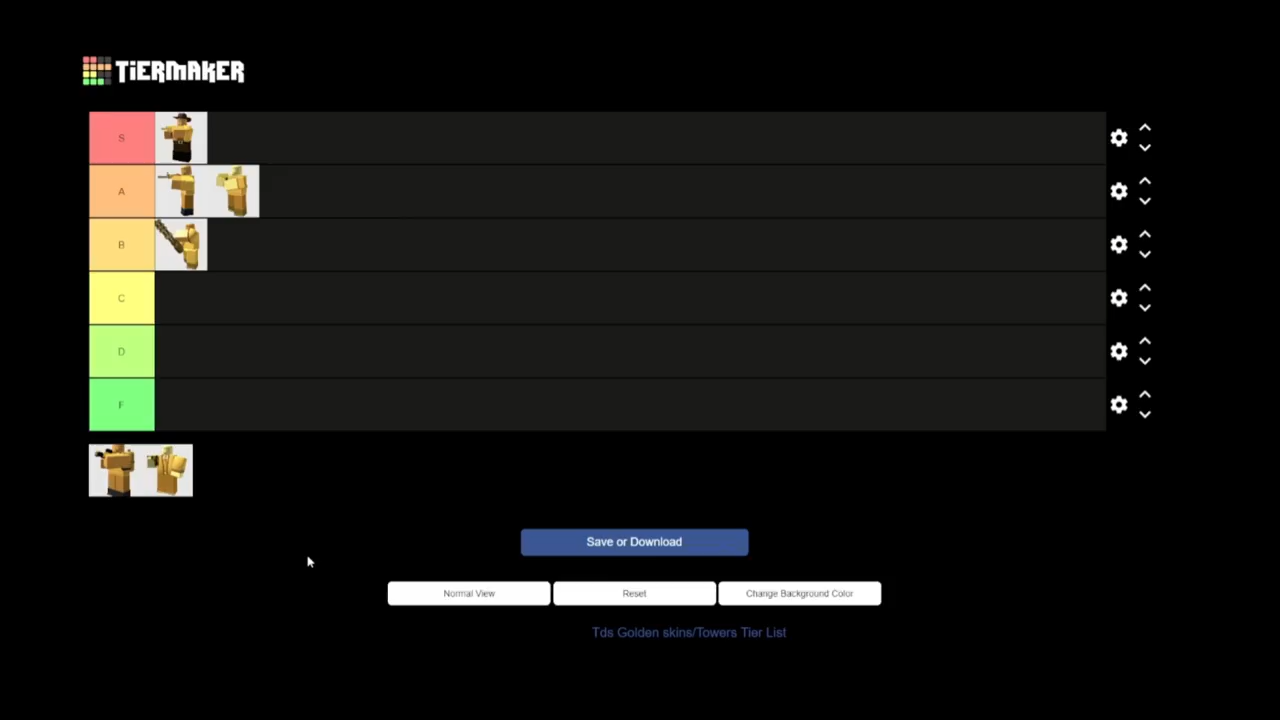 TiERMAKER
S
A
B
C
D
F
Save or Download
Normal View
Reset
Change Background Color
Tds Golden skins/Towers Tier List